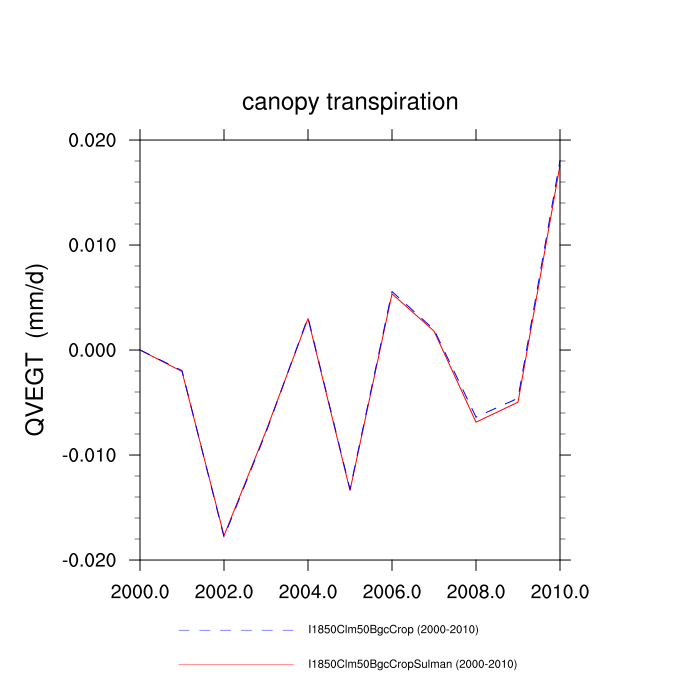 canopy transpiration
0.020
0.010
0.000
-0.010
-0.020
QVEGT (mm/d)
2000.0 2002.0 2004.0 2006.0 2008.0 2010.0
I1850Clm50BgcCrop (2000-2010)
I1850Clm50BgcCropSulman (2000-2010)